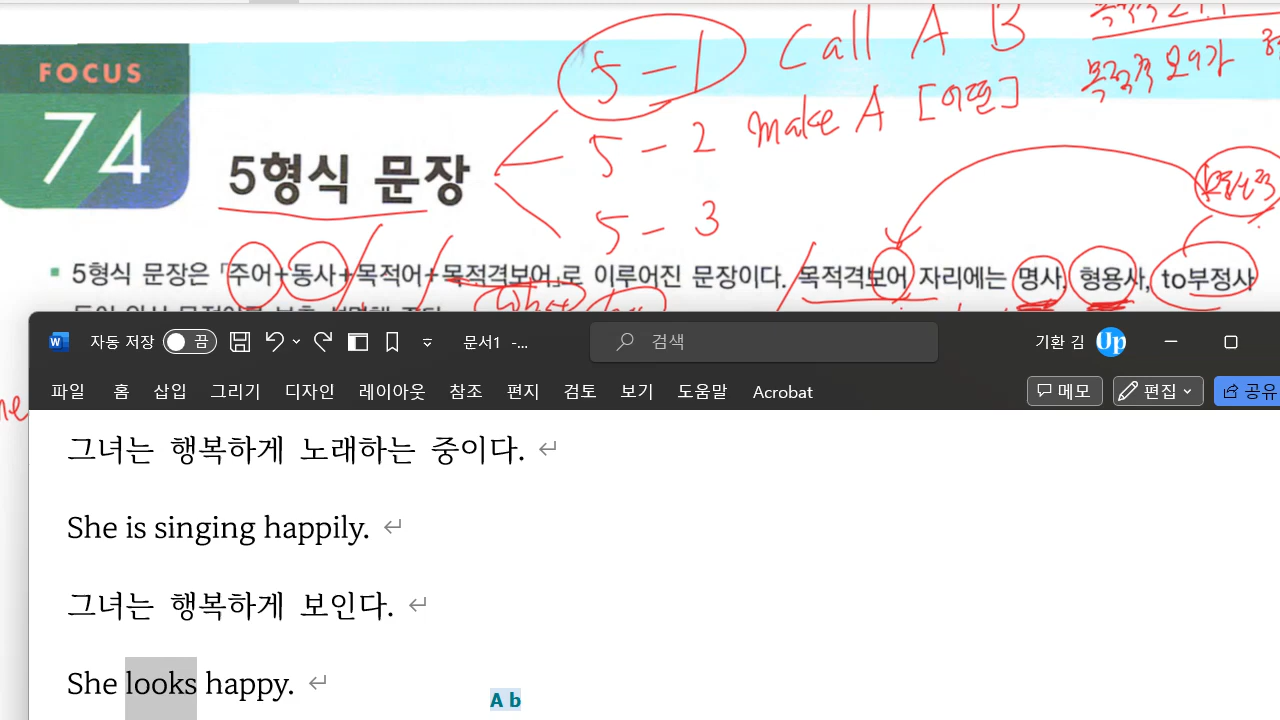 FOCUS
74
5-1 Call A B
목적격 보어가
5-2 make A [어떤]
5형식 문장
5-3
5형식 문장은 「주어+동사+목적어+목적격보어」로 이루어진 문장이다. 목적격보어 자리에는 명사, 형용사, to부정사
자동 저장 끔 문서1 -... 검색 기환 김 Up
파일 홈 삽입 그리기 디자인 레이아웃 참조 편지 검토 보기 도움말 Acrobat 메모 편집 공유
그녀는 행복하게 노래하는 중이다.
She is singing happily.
그녀는 행복하게 보인다.
She looks happy.
A b